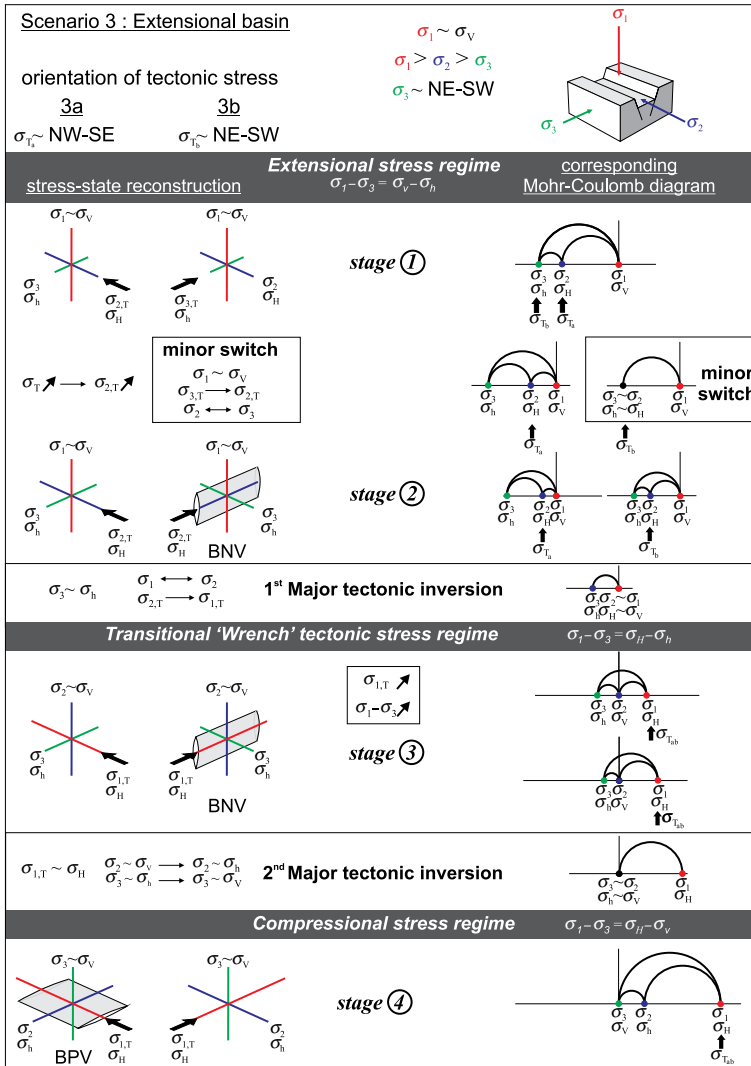 Scenario 3 : Extensional basin
orientation of tectonic stress
3a 3b
σTa~ NW-SE σTb~ NE-SW
σ1 ~ σV
σ1 > σ2 > σ3
σ3 ~ NE-SW
σ1
σ3
σ2
Extensional stress regime
stress-state reconstruction
σ1−σ3 = σv−σh
corresponding
Mohr-Coulomb diagram
σ1~σV σ1~σV
σ3
σh
σ2,T
σH
σ3,T
σh
σ2
σH
stage 1
σ3 σ2 σ1
σh σH σV
σTb σTa
σT↗ → σ2,T↗
minor switch
σ1 ~ σV
σ3,T → σ2,T
σ2 ↔ σ3
σ3 σ2 σ1
σh σH σV
σTa
σ3~σ2 σ1
σh~σH σV
σTb
minor
switch
σ1~σV σ1~σV
σ3
σh
σ2,T
σH
σ2,T
σH
σ3
σh
BNV
stage 2
σ3 σ2 σ1
σh σH σV
σTa
σ3 σ2 σ1
σh σH σV
σTb
σ3~ σh
σ1 ↔ σ2
σ2,T → σ1,T
1st Major tectonic inversion
σ3 σ2~σ1
σh σH~σV
Transitional ‘Wrench’ tectonic stress regime σ1−σ3 = σH−σh
σ2~σV σ2~σV
σ3
σh
σ1,T
σH
σ1,T
σH
σ3
σh
BNV
σ1,T ↗
σ1−σ3↗
stage 3
σ3 σ2 σ1
σh σV σH
σTab
σ3 σ2 σ1
σh σV σH
σTab
σ1,T ~ σH
σ2~ σV → σ2~ σh
σ3~ σh → σ3~ σV
2nd Major tectonic inversion
σ3~σ2 σ1
σh~σV σH
Compressional stress regime σ1−σ3 = σH−σv
σ3~σV σ3~σV
σ2
σh
σ1,T
σH
BPV
σ1,T
σH
σ2
σh
stage 4
σ3 σ2 σ1
σV σh σH
σTab